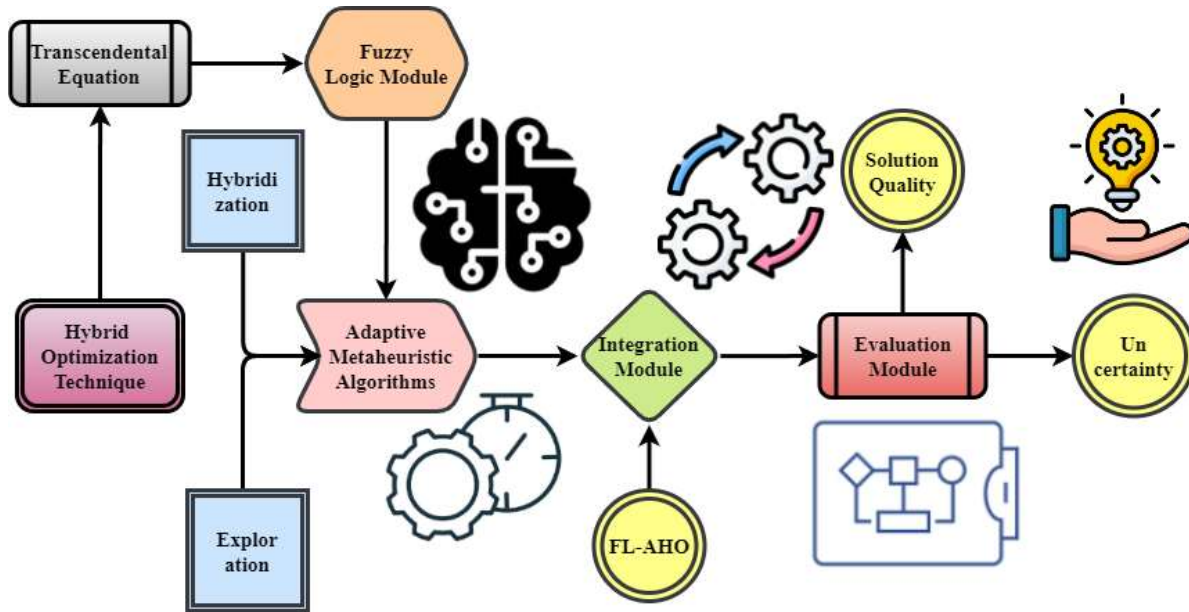 Transcendental
Equation
Fuzzy
Logic Module
Hybridi
zation
Solution
Quality
Hybrid
Optimization
Technique
Adaptive
Metaheuristic
Algorithms
Integration
Module
Evaluation
Module
Un
certainty
Explor
ation
FL-AHO